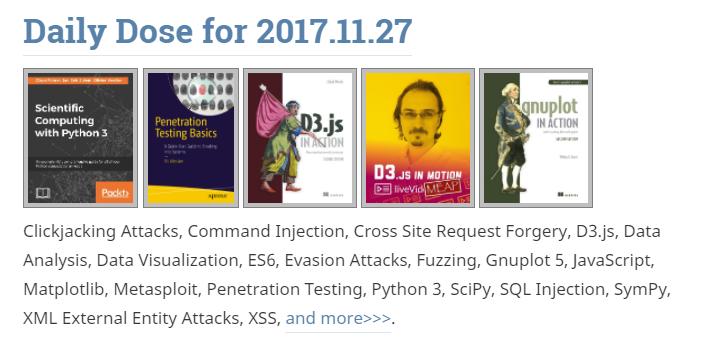 Daily Dose for 2017.11.27
Scientific
Computing
with Python 3
Packt>
Penetration
Testing Basics
Apress
D3.js
IN ACTION
MANNING
D3.JS IN MOTION
liveVid
MEAP
gnuplot
IN ACTION
MANNING
Clickjacking Attacks, Command Injection, Cross Site Request Forgery, D3.js, Data
Analysis, Data Visualization, ES6, Evasion Attacks, Fuzzing, Gnuplot 5, JavaScript,
Matplotlib, Metasploit, Penetration Testing, Python 3, SciPy, SQL Injection, SymPy,
XML External Entity Attacks, XSS, and more>>>.